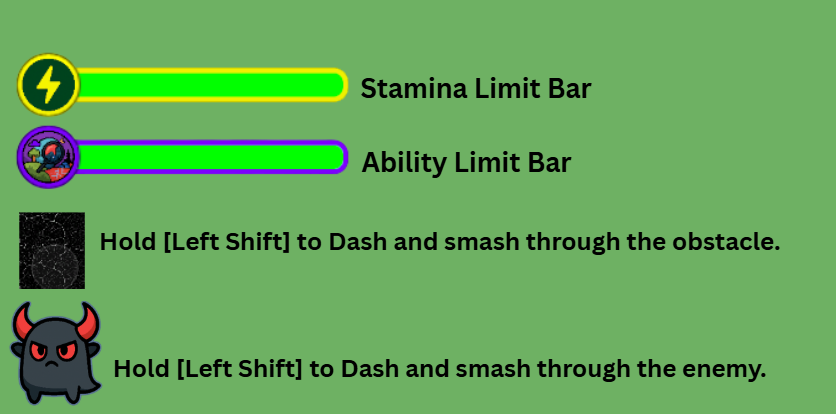 Stamina Limit Bar
Ability Limit Bar
Hold [Left Shift] to Dash and smash through the obstacle.
Hold [Left Shift] to Dash and smash through the enemy.